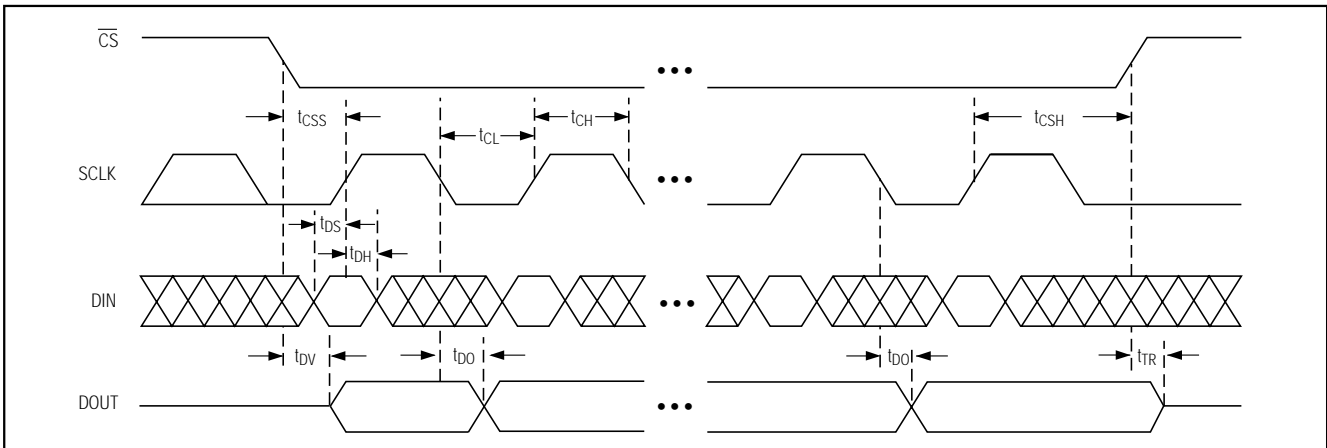 CS
tCSS
tCL
tCH
tCSH
SCLK
tDS
tDH
DIN
tDV
tDO
tDO
tTR
DOUT